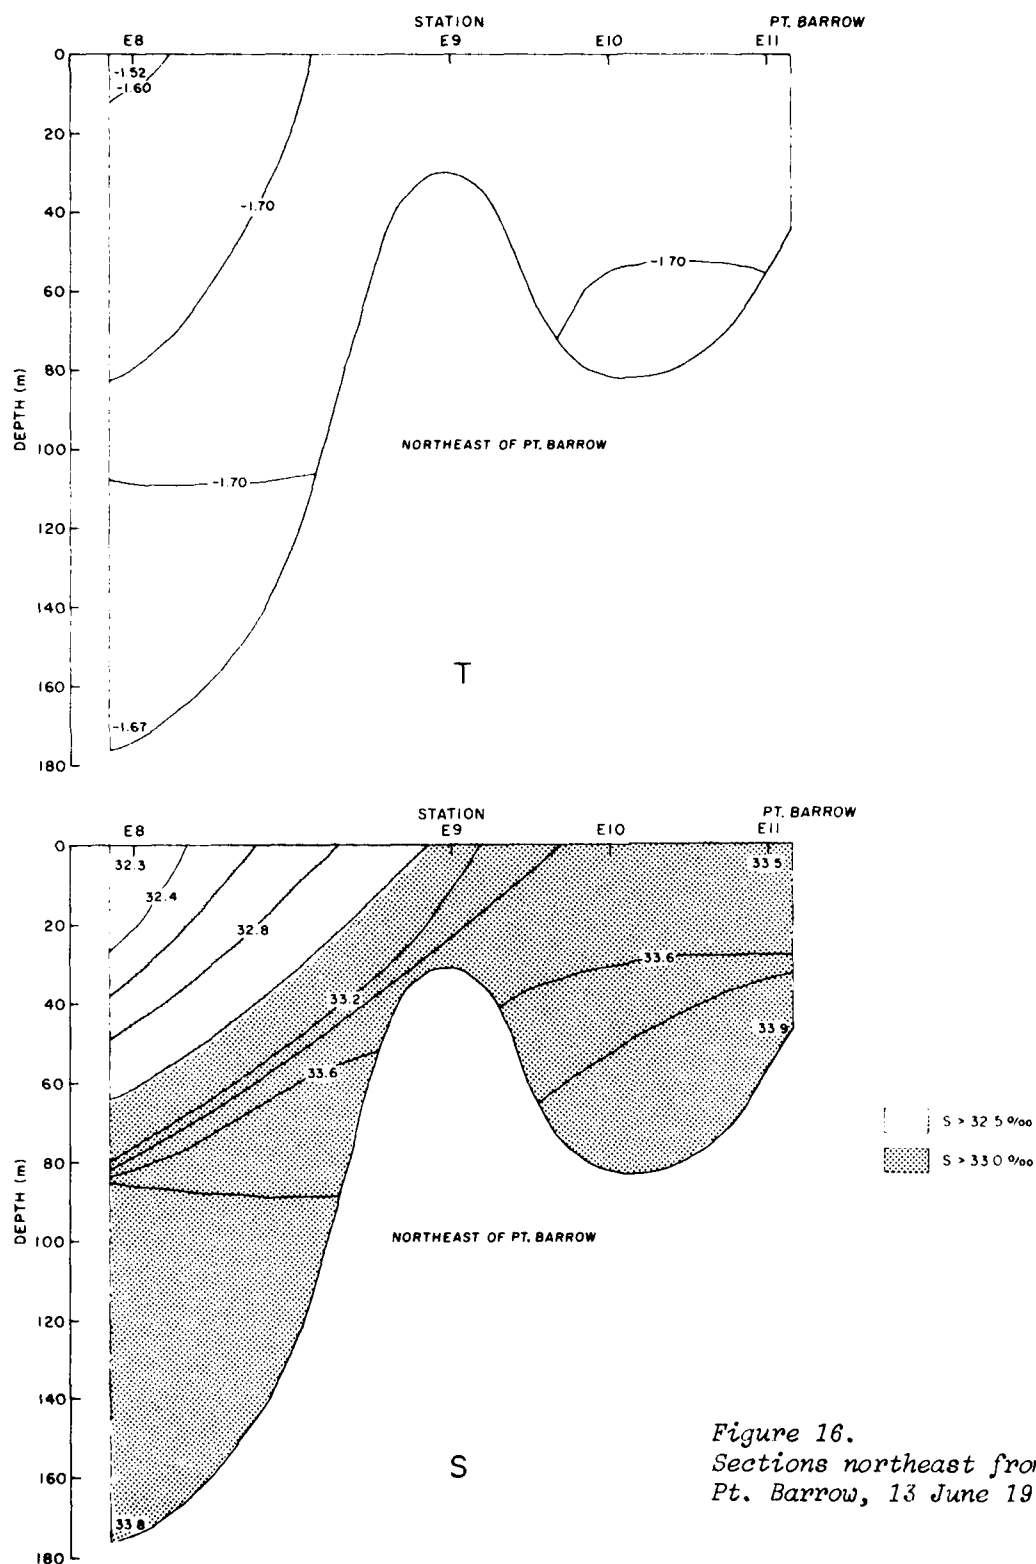 STATION PT. BARROW
E8 E9 E10 E11
0
-1.52
-1.60
20
40
-1.70
60
-1.70
80
DEPTH (m)
100
NORTHEAST OF PT. BARROW
-1.70
120
140
T
160
-1.67
180
STATION PT. BARROW
E8 E9 E10 E11
0
32.3
33.5
32.4
20
32.8
33.6
40
33.2
33.9
33.6
60
80
DEPTH (m)
100
NORTHEAST OF PT. BARROW
120
140
S
160
33.8
180
S > 32 5 ‰
S > 33 0 ‰
Figure 16.
Sections northeast from
Pt. Barrow, 13 June 19